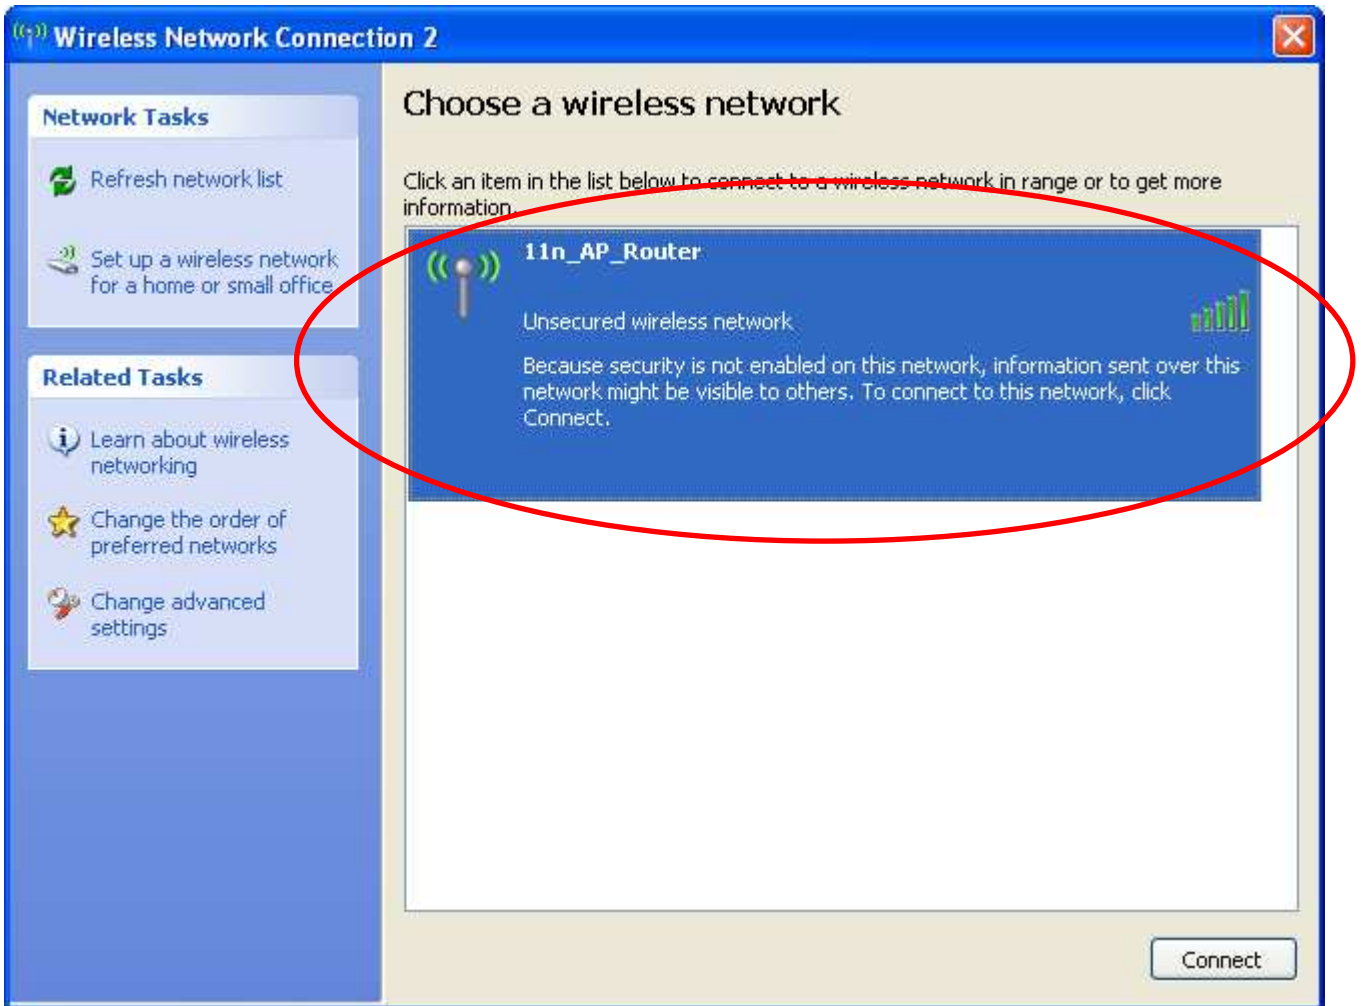 Wireless Network Connection 2
Network Tasks
Refresh network list
Set up a wireless network
for a home or small office
Related Tasks
Learn about wireless
networking
Change the order of
preferred networks
Change advanced
settings
Choose a wireless network
Click an item in the list below to connect to a wireless network in range or to get more
information.
11n_AP_Router
Unsecured wireless network
Because security is not enabled on this network, information sent over this
network might be visible to others. To connect to this network, click
Connect.
Connect